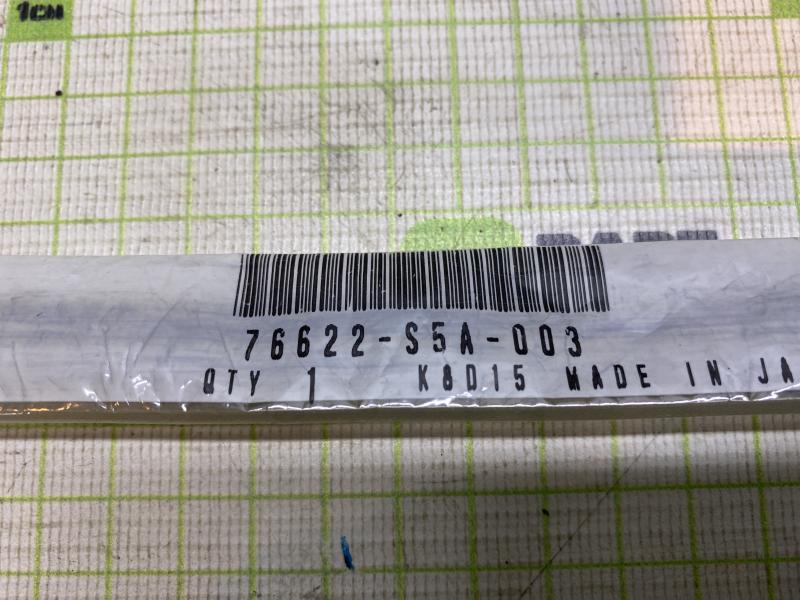 1CM
76622-S5A-003
QTY 1 K8D15 MADE IN JA